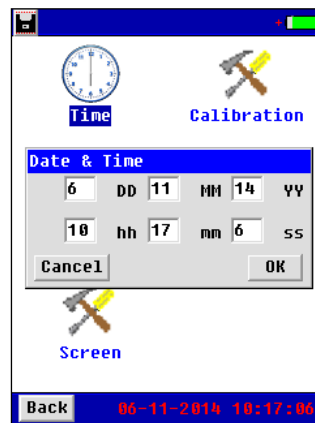 Time Calibration
Date & Time
6 DD 11 MM 14 YY
10 hh 17 mm 6 ss
Cancel OK
Screen
Back 06-11-2014 10:17:06